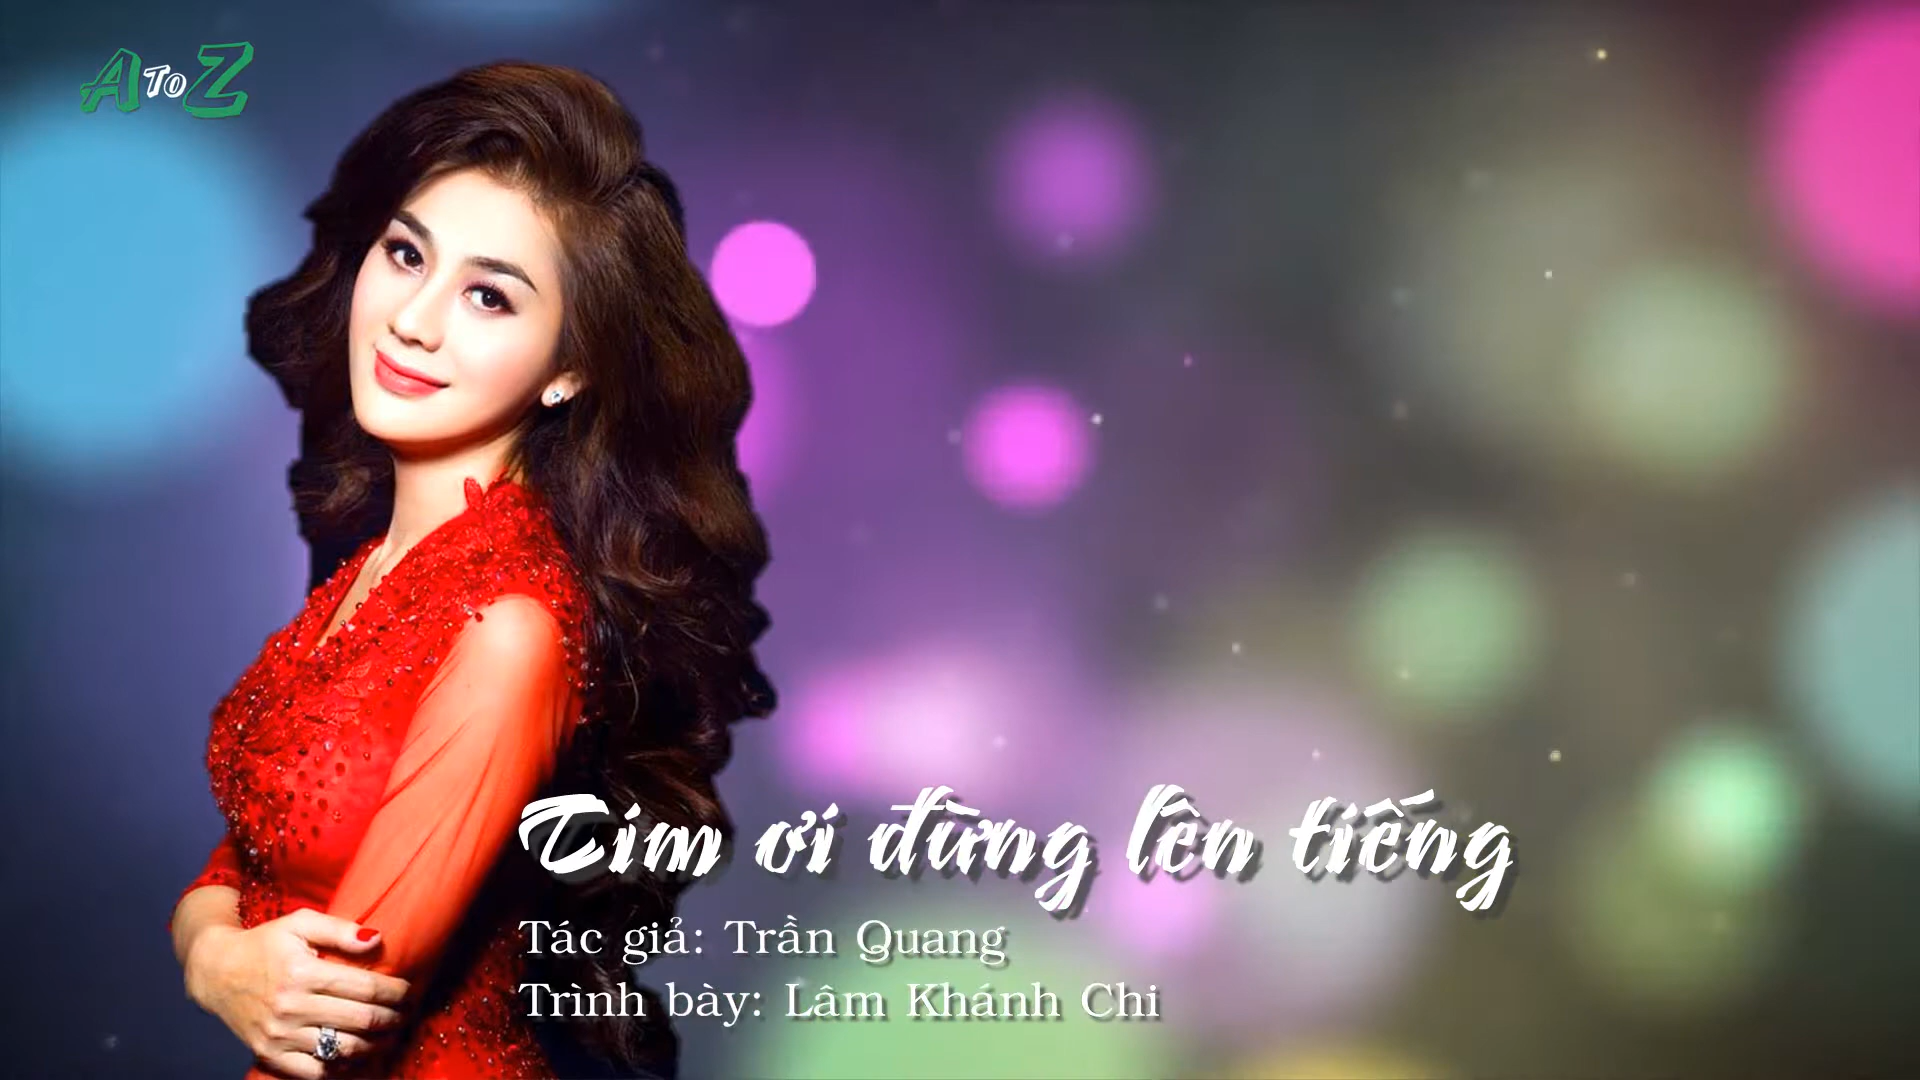 A TO Z
Tim ơi đừng lên tiếng
Tác giả: Trần Quang
Trình bày: Lâm Khánh Chi